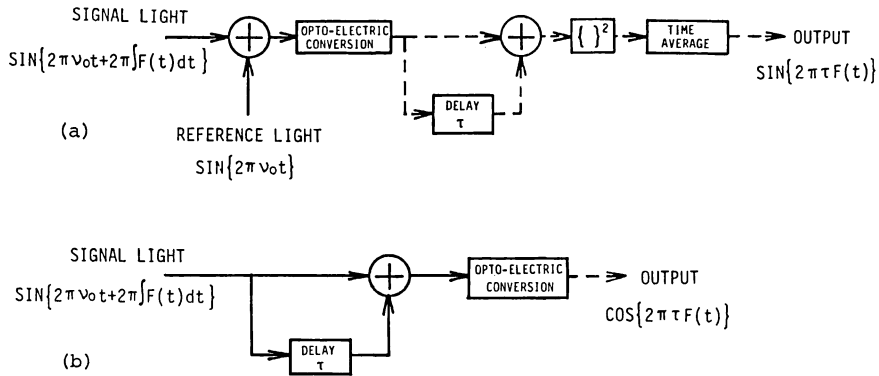 SIGNAL LIGHT
SIN{2πν₀t+2π∫F(t)dt}
OPTO-ELECTRIC
CONVERSION
{ }²
TIME
AVERAGE
OUTPUT
SIN{2πτF(t)}
DELAY
τ
REFERENCE LIGHT
SIN{2πν₀t}
(a)
SIGNAL LIGHT
SIN{2πν₀t+2π∫F(t)dt}
OPTO-ELECTRIC
CONVERSION
OUTPUT
COS{2πτF(t)}
DELAY
τ
(b)